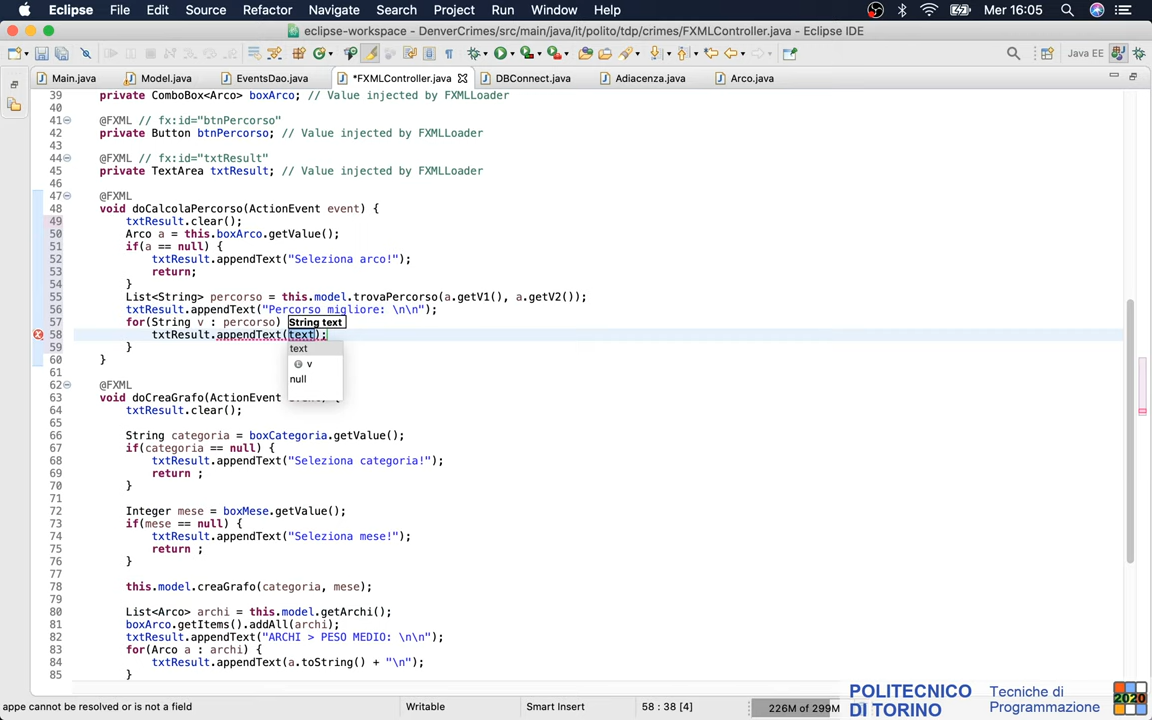 Eclipse File Edit Source Refactor Navigate Search Project Run Window Help Mer 16:05
eclipse-workspace - DenverCrimes/src/main/java/it/polito/tdp/crimes/FXMLController.java - Eclipse IDE
Java EE
Main.java Model.java EventsDao.java *FXMLController.java DBConnect.java Adiacenza.java Arco.java
39 private ComboBox<Arco> boxArco; // Value injected by FXMLLoader
40
41 @FXML // fx:id="btnPercorso"
42 private Button btnPercorso; // Value injected by FXMLLoader
43
44 @FXML // fx:id="txtResult"
45 private TextArea txtResult; // Value injected by FXMLLoader
46
47 @FXML
48 void doCalcolaPercorso(ActionEvent event) {
49 txtResult.clear();
50 Arco a = this.boxArco.getValue();
51 if(a == null) {
52 txtResult.appendText("Seleziona arco!");
53 return;
54 }
55 List<String> percorso = this.model.trovaPercorso(a.getV1(), a.getV2());
56 txtResult.appendText("Percorso migliore: \n\n");
57 for(String v : percorso) String text
58 txtResult.appendText(text);
59 }
text
60 }
v
61
null
62 @FXML
63 void doCreaGrafo(ActionEvent
64 txtResult.clear();
65
66 String categoria = boxCategoria.getValue();
67 if(categoria == null) {
68 txtResult.appendText("Seleziona categoria!");
69 return ;
70 }
71
72 Integer mese = boxMese.getValue();
73 if(mese == null) {
74 txtResult.appendText("Seleziona mese!");
75 return ;
76 }
77
78 this.model.creaGrafo(categoria, mese);
79
80 List<Arco> archi = this.model.getArchi();
81 boxArco.getItems().addAll(archi);
82 txtResult.appendText("ARCHI > PESO MEDIO: \n\n");
83 for(Arco a : archi) {
84 txtResult.appendText(a.toString() + "\n");
85 }
appe cannot be resolved or is not a field Writable Smart Insert 58 : 38 [4] 226M of 299M
POLITECNICO
DI TORINO
Tecniche di
Programmazione
2020